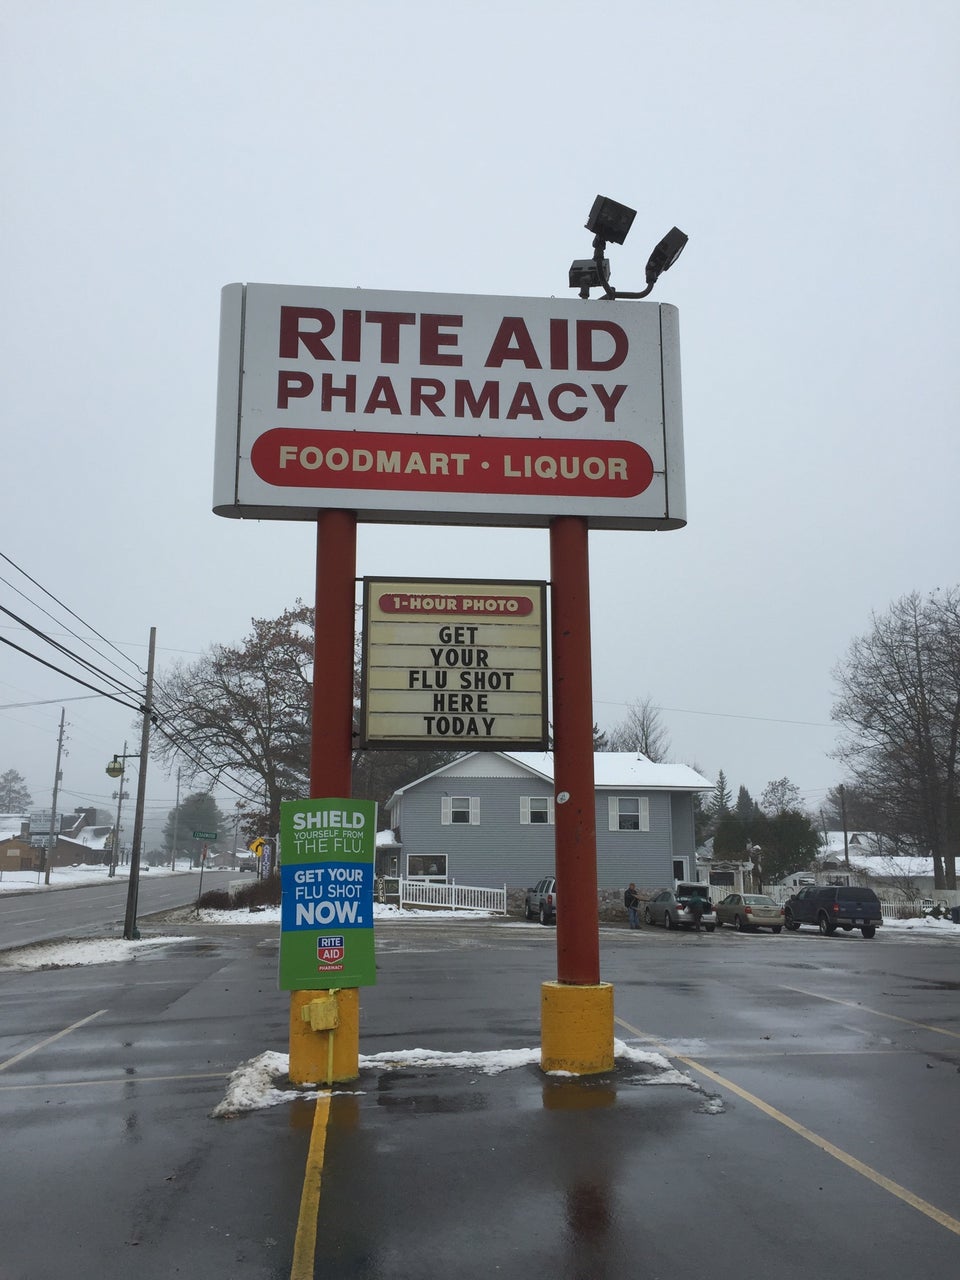 RITE AID
PHARMACY
FOODMART • LIQUOR
1-HOUR PHOTO
GET
YOUR
FLU SHOT
HERE
TODAY
SHIELD
YOURSELF FROM
THE FLU.
GET YOUR
FLU SHOT
NOW.
RITE
AID
PHARMACY